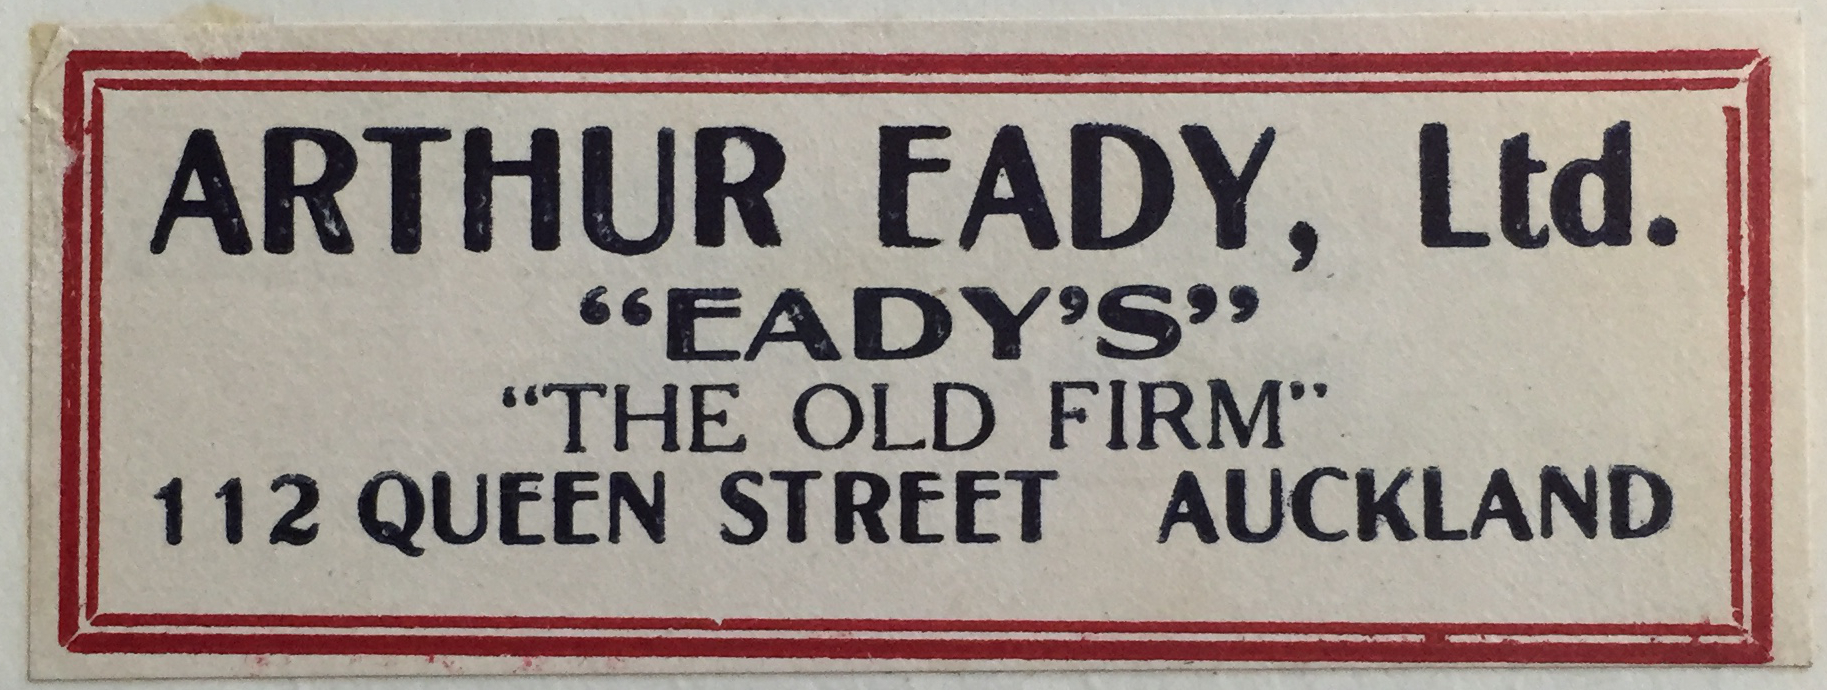 ARTHUR EADY, Ltd.
“EADY’S”
“THE OLD FIRM”
112 QUEEN STREET AUCKLAND